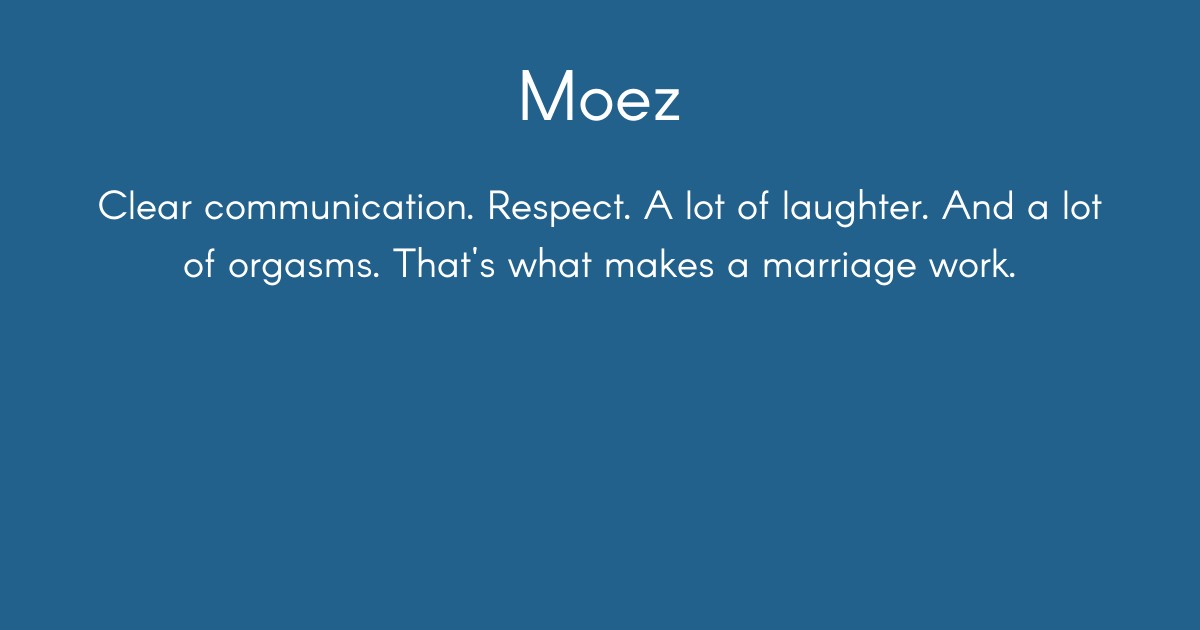 Moez
Clear communication. Respect. A lot of laughter. And a lot
of orgasms. That's what makes a marriage work.